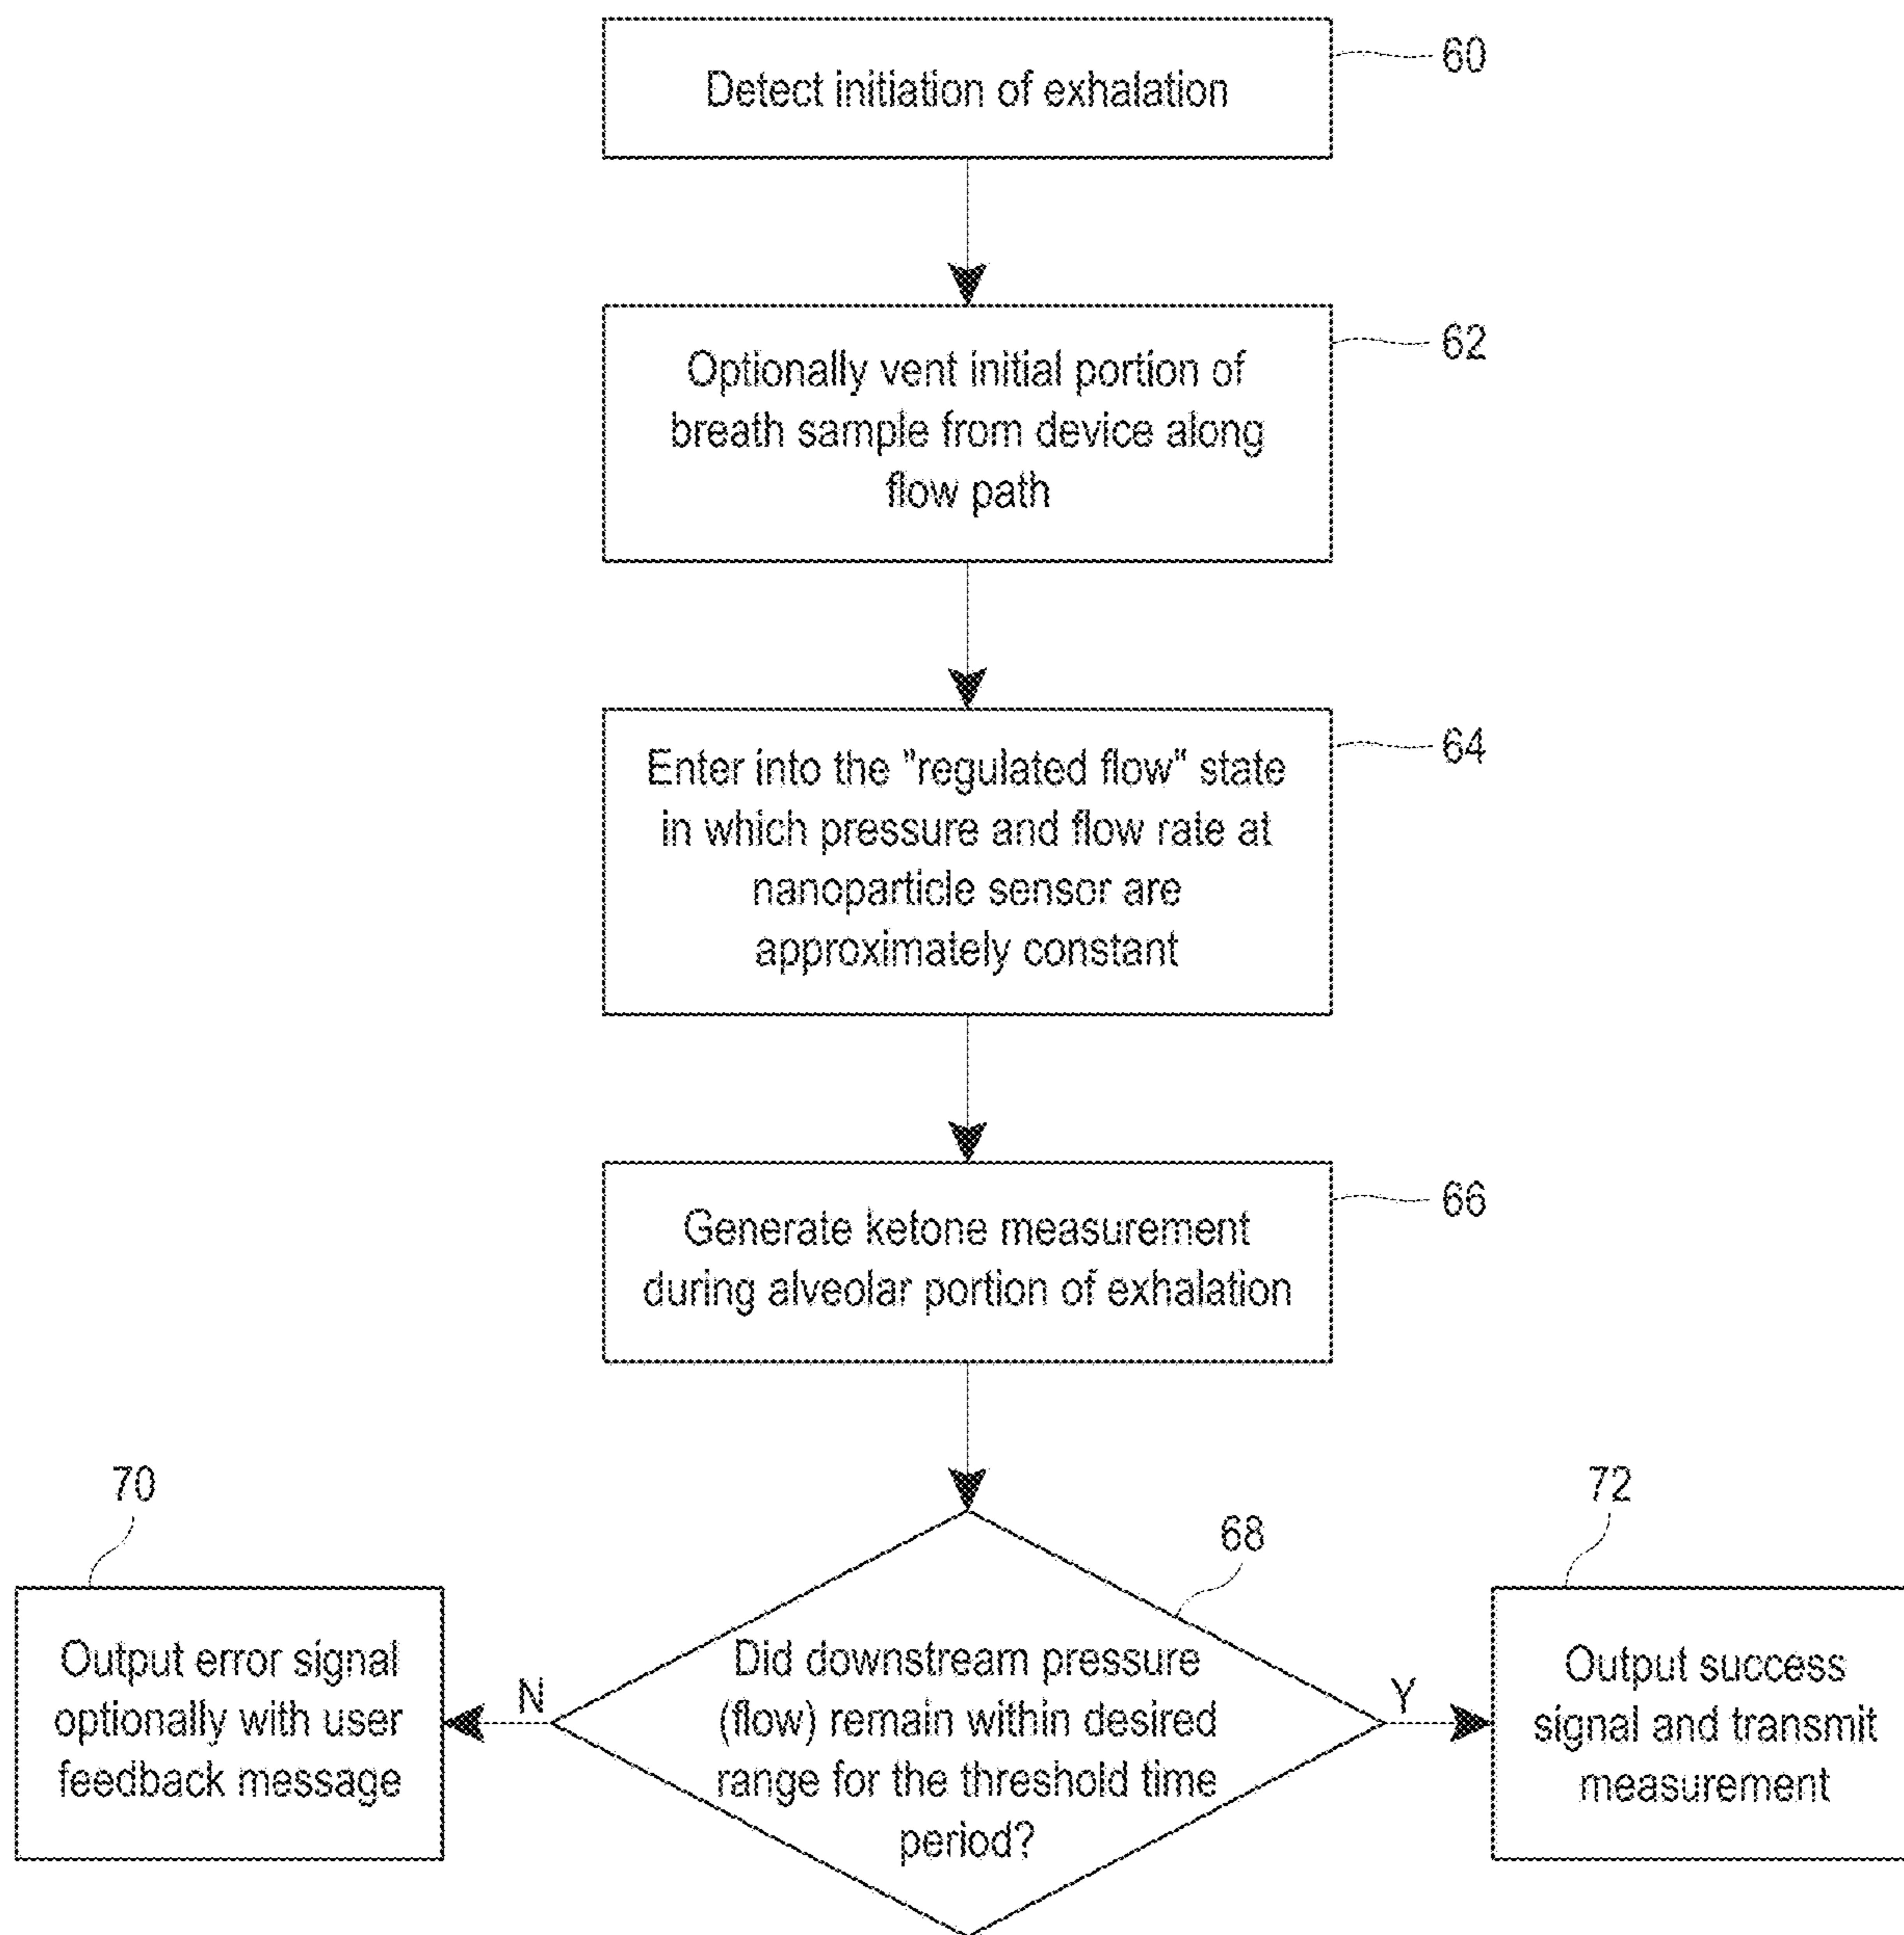 Detect initiation of exhalation
60
Optionally vent initial portion of
breath sample from device along
flow path
62
Enter into the "regulated flow" state
in which pressure and flow rate at
nanoparticle sensor are
approximately constant
64
Generate ketone measurement
during alveolar portion of exhalation
66
70
Output error signal
optionally with user
feedback message
N
68
Did downstream pressure
(flow) remain within desired
range for the threshold time
period?
Y
72
Output success
signal and transmit
measurement